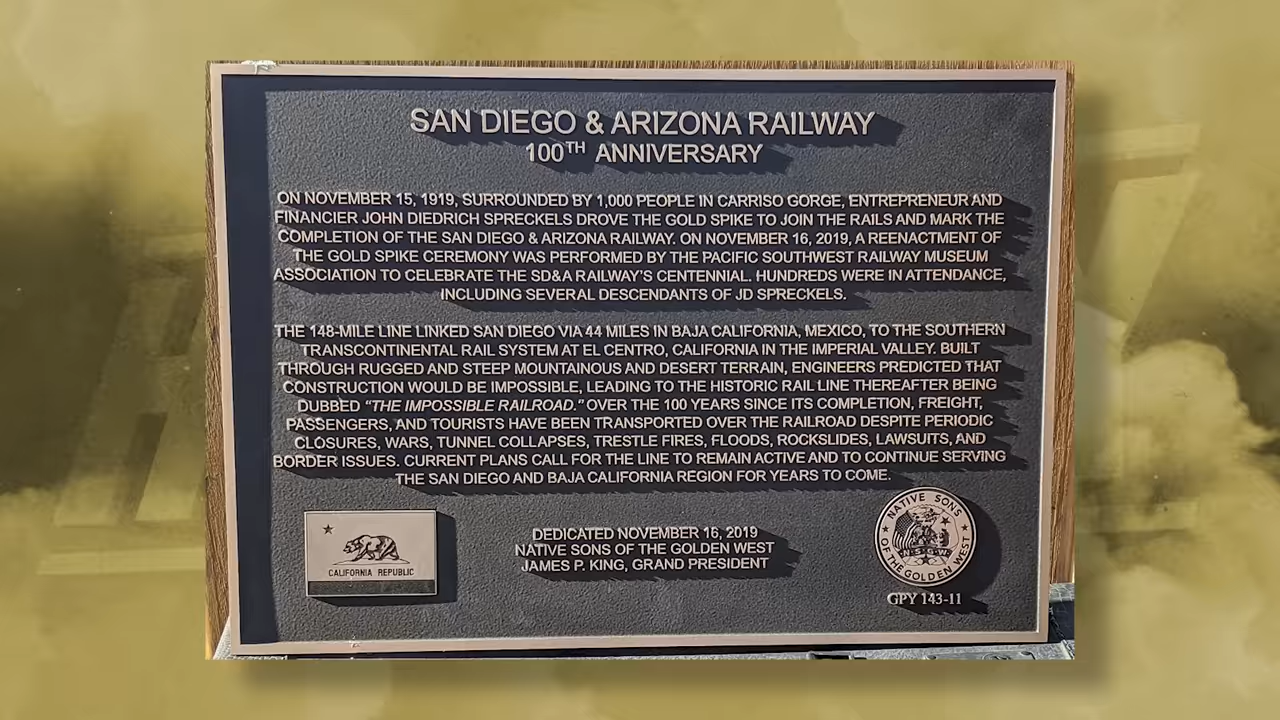 SAN DIEGO & ARIZONA RAILWAY
100TH ANNIVERSARY
ON NOVEMBER 15, 1919, SURROUNDED BY 1,000 PEOPLE IN CARRISO GORGE, ENTREPRENEUR AND
FINANCIER JOHN DIEDRICH SPRECKELS DROVE THE GOLD SPIKE TO JOIN THE RAILS AND MARK THE
COMPLETION OF THE SAN DIEGO & ARIZONA RAILWAY. ON NOVEMBER 16, 2019, A REENACTMENT OF
THE GOLD SPIKE CEREMONY WAS PERFORMED BY THE PACIFIC SOUTHWEST RAILWAY MUSEUM
ASSOCIATION TO CELEBRATE THE SD&A RAILWAY'S CENTENNIAL. HUNDREDS WERE IN ATTENDANCE,
INCLUDING SEVERAL DESCENDANTS OF JD SPRECKELS.
THE 148-MILE LINE LINKED SAN DIEGO VIA 44 MILES IN BAJA CALIFORNIA, MEXICO, TO THE SOUTHERN
TRANSCONTINENTAL RAIL SYSTEM AT EL CENTRO, CALIFORNIA IN THE IMPERIAL VALLEY. BUILT
THROUGH RUGGED AND STEEP MOUNTAINOUS AND DESERT TERRAIN, ENGINEERS PREDICTED THAT
CONSTRUCTION WOULD BE IMPOSSIBLE, LEADING TO THE HISTORIC RAIL LINE THEREAFTER BEING
DUBBED "THE IMPOSSIBLE RAILROAD." OVER THE 100 YEARS SINCE ITS COMPLETION, FREIGHT,
PASSENGERS, AND TOURISTS HAVE BEEN TRANSPORTED OVER THE RAILROAD DESPITE PERIODIC
CLOSURES, WARS, TUNNEL COLLAPSES, TRESTLE FIRES, FLOODS, ROCKSLIDES, LAWSUITS, AND
BORDER ISSUES. CURRENT PLANS CALL FOR THE LINE TO REMAIN ACTIVE AND TO CONTINUE SERVING
THE SAN DIEGO AND BAJA CALIFORNIA REGION FOR YEARS TO COME.
CALIFORNIA REPUBLIC
DEDICATED NOVEMBER 16, 2019
NATIVE SONS OF THE GOLDEN WEST
JAMES P. KING, GRAND PRESIDENT
NATIVE SONS
OF THE GOLDEN WEST
N·S·G·W
GPY 143-11